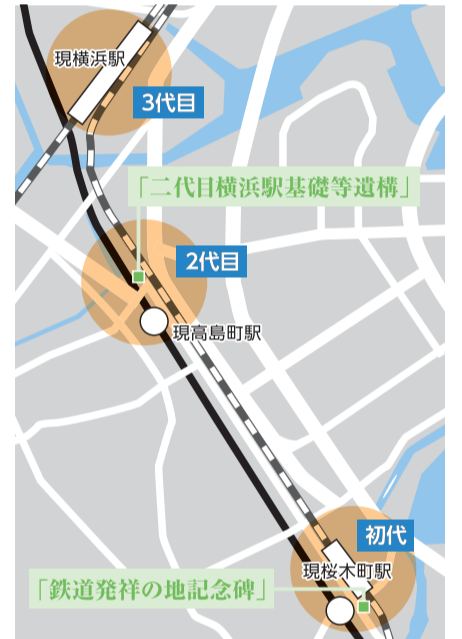 現横浜駅
3代目
「二代目横浜駅基礎等遺構」
2代目
現高島町駅
初代
現桜木町駅
「鉄道発祥の地記念碑」